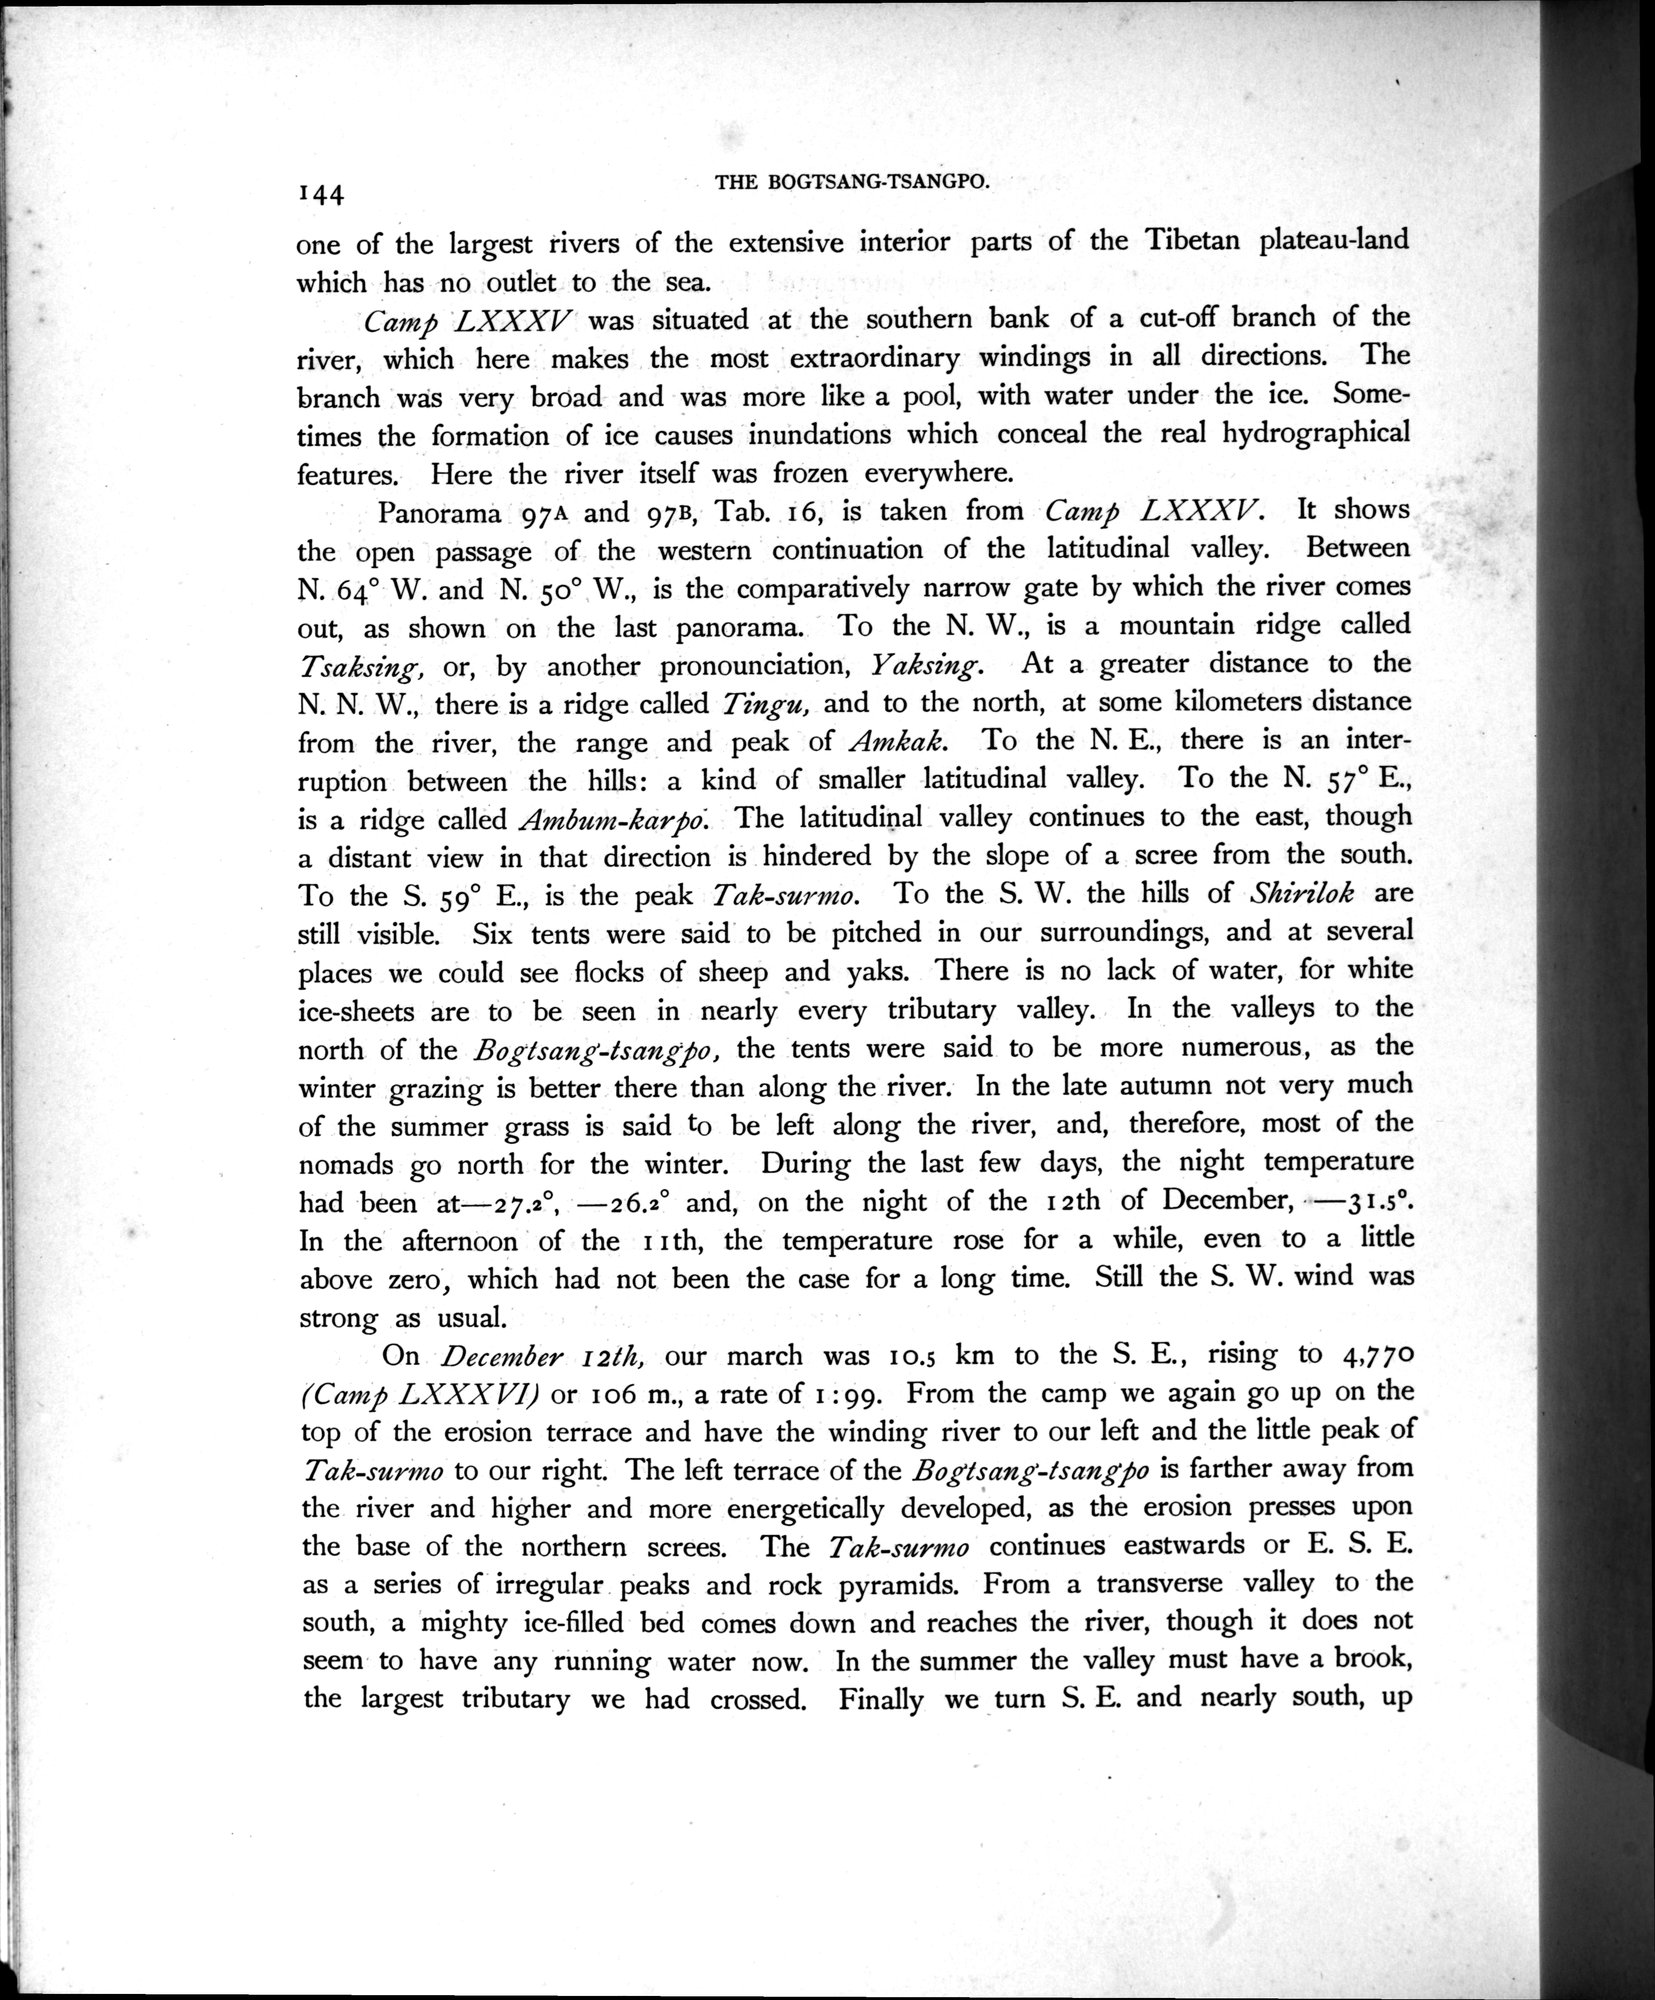 144
THE BOGTSANG-TSANGPO.
one of the largest rivers of the extensive interior parts of the Tibetan plateau-land
which has no outlet to the sea.
Camp LXXXV was situated at the southern bank of a cut-off branch of the
river, which here makes the most extraordinary windings in all directions. The
branch was very broad and was more like a pool, with water under the ice. Some-
times the formation of ice causes inundations which conceal the real hydrographical
features. Here the river itself was frozen everywhere.
Panorama 97A and 97B, Tab. 16, is taken from Camp LXXXV. It shows
the open passage of the western continuation of the latitudinal valley. Between
N. 64° W. and N. 50° W., is the comparatively narrow gate by which the river comes
out, as shown on the last panorama. To the N. W., is a mountain ridge called
Tsaksing, or, by another pronounciation, Yaksing. At a greater distance to the
N. N. W., there is a ridge called Tingu, and to the north, at some kilometers distance
from the river, the range and peak of Amkak. To the N. E., there is an inter-
ruption between the hills: a kind of smaller latitudinal valley. To the N. 57° E.,
is a ridge called Ambum-karpo. The latitudinal valley continues to the east, though
a distant view in that direction is hindered by the slope of a scree from the south.
To the S. 59° E., is the peak Tak-surmo. To the S. W. the hills of Shirilok are
still visible. Six tents were said to be pitched in our surroundings, and at several
places we could see flocks of sheep and yaks. There is no lack of water, for white
ice-sheets are to be seen in nearly every tributary valley. In the valleys to the
north of the Bogtsang-tsangpo, the tents were said to be more numerous, as the
winter grazing is better there than along the river. In the late autumn not very much
of the summer grass is said to be left along the river, and, therefore, most of the
nomads go north for the winter. During the last few days, the night temperature
had been at—27.2°, —26.2° and, on the night of the 12th of December, —31.5°.
In the afternoon of the 11th, the temperature rose for a while, even to a little
above zero, which had not been the case for a long time. Still the S. W. wind was
strong as usual.
On December 12th, our march was 10.5 km to the S. E., rising to 4,770
(Camp LXXXVI) or 106 m., a rate of 1:99. From the camp we again go up on the
top of the erosion terrace and have the winding river to our left and the little peak of
Tak-surmo to our right. The left terrace of the Bogtsang-tsangpo is farther away from
the river and higher and more energetically developed, as the erosion presses upon
the base of the northern screes. The Tak-surmo continues eastwards or E. S. E.
as a series of irregular peaks and rock pyramids. From a transverse valley to the
south, a mighty ice-filled bed comes down and reaches the river, though it does not
seem to have any running water now. In the summer the valley must have a brook,
the largest tributary we had crossed. Finally we turn S. E. and nearly south, up